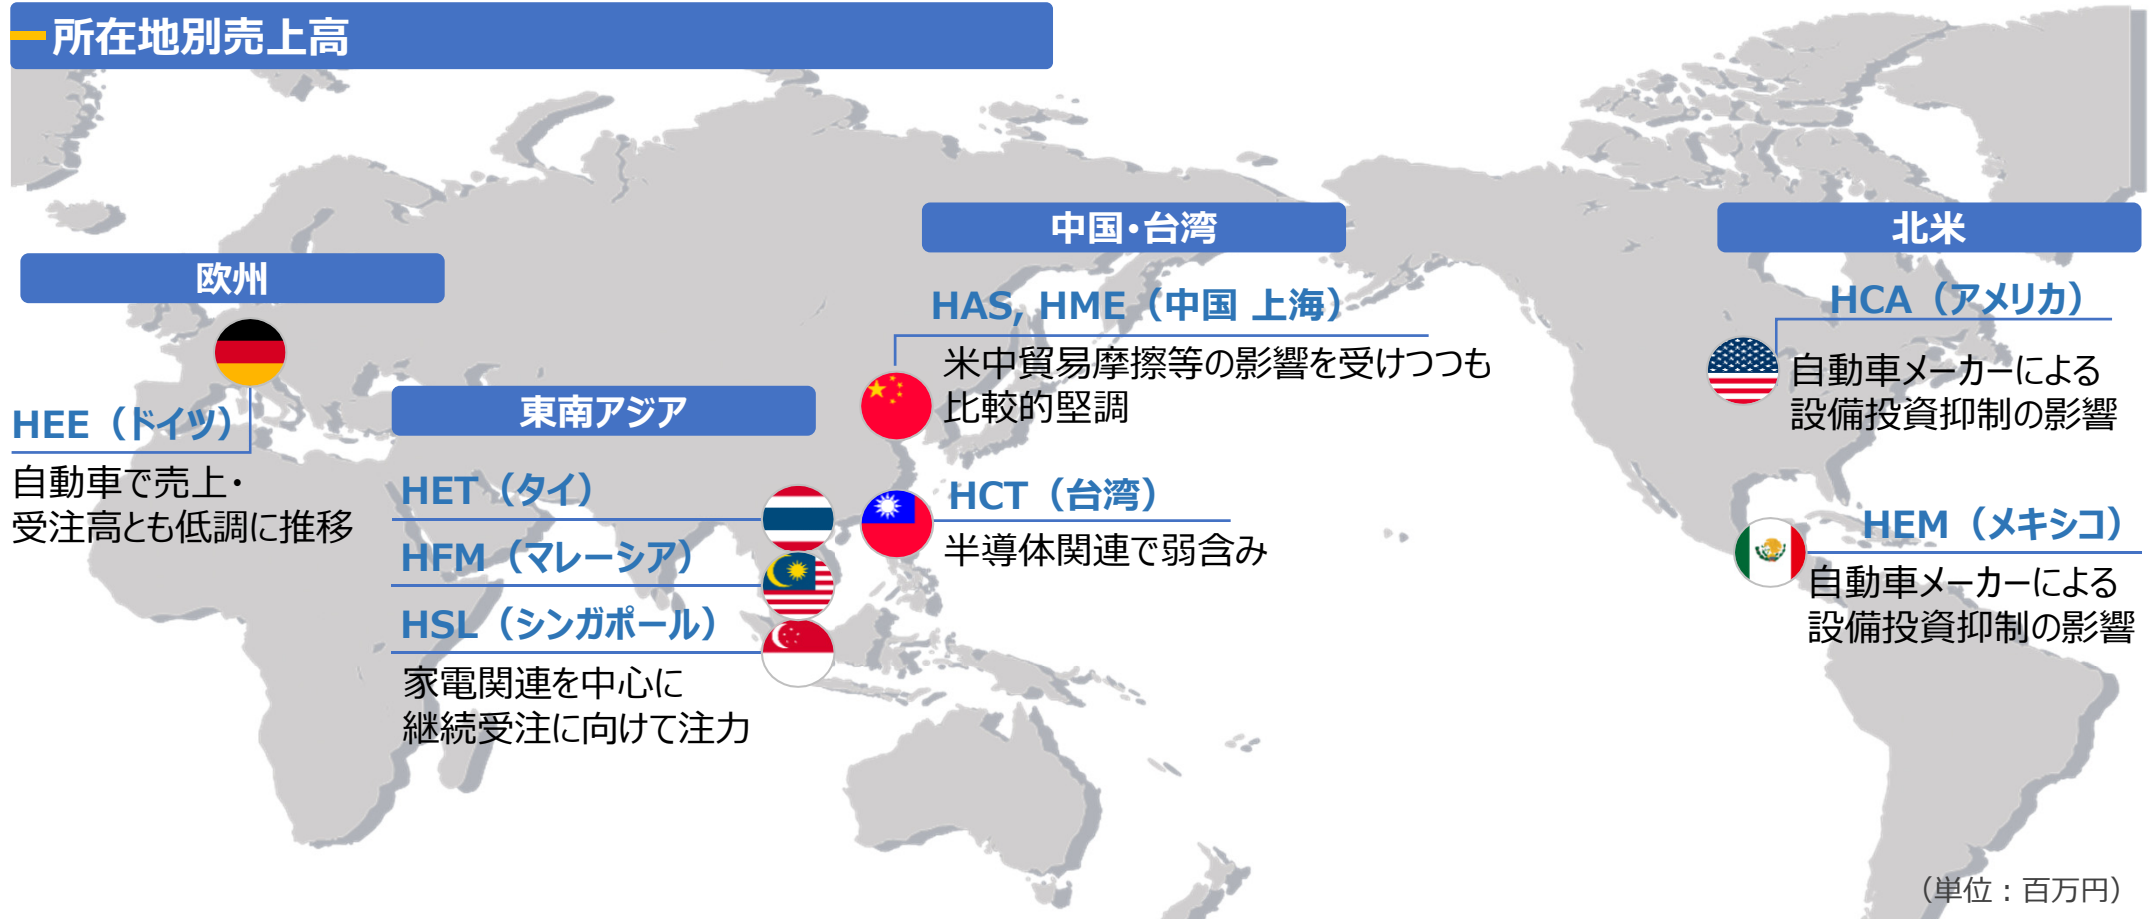 所在地別売上高
欧州
HEE（ドイツ）
自動車で売上・
受注高とも低調に推移
東南アジア
HET（タイ）
HFM（マレーシア）
HSL（シンガポール）
家電関連を中心に
継続受注に向けて注力
中国・台湾
HAS, HME（中国 上海）
米中貿易摩擦等の影響を受けつつも
比較的堅調
HCT（台湾）
半導体関連で弱含み
北米
HCA（アメリカ）
自動車メーカーによる
設備投資抑制の影響
HEM（メキシコ）
自動車メーカーによる
設備投資抑制の影響
（単位：百万円）